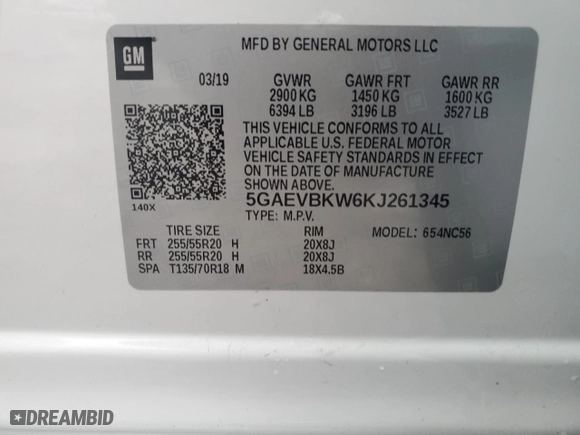 GM
MFD BY GENERAL MOTORS LLC
03/19 GVWR GAWR FRT GAWR RR
2900 KG 1450 KG 1600 KG
6394 LB 3196 LB 3527 LB
THIS VEHICLE CONFORMS TO ALL
APPLICABLE U.S. FEDERAL MOTOR
VEHICLE SAFETY STANDARDS IN EFFECT
ON THE DATE OF MANUFACTURE
SHOWN ABOVE.
140X
5GAEVBKW6KJ261345
TYPE: M.P.V.
TIRE SIZE RIM MODEL: 654NC56
FRT 255/55R20 H 20X8J
RR 255/55R20 H 20X8J
SPA T135/70R18 M 18X4.5B
DREAMBID